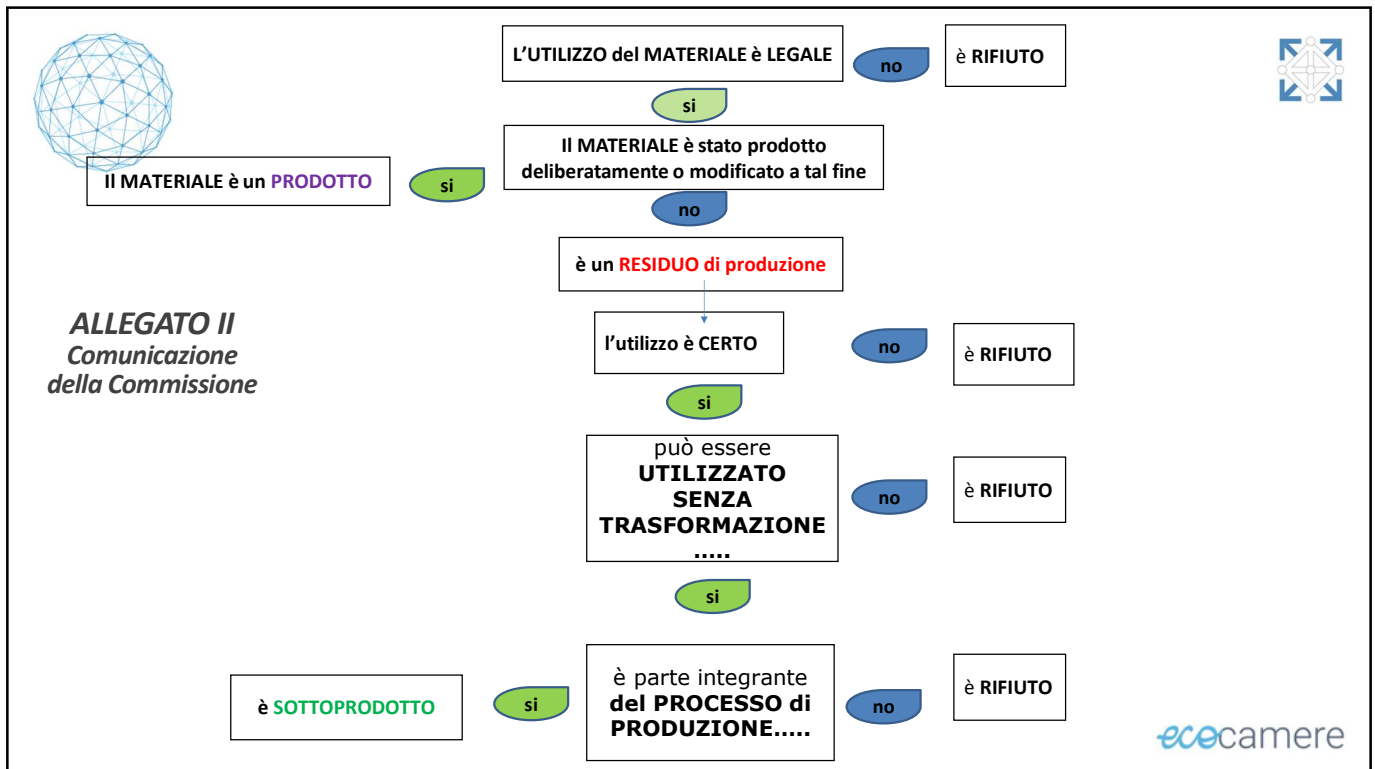 L'UTILIZZO del MATERIALE è LEGALE
no
è RIFIUTO
si
Il MATERIALE è stato prodotto
deliberatamente o modificato a tal fine
Il MATERIALE è un PRODOTTO
si
no
è un RESIDUO di produzione
ALLEGATO II
Comunicazione
della Commissione
l'utilizzo è CERTO
no
è RIFIUTO
si
può essere
UTILIZZATO
SENZA
TRASFORMAZIONE
.....
no
è RIFIUTO
si
è parte integrante
del PROCESSO di
PRODUZIONE.....
si
è SOTTOPRODOTTO
no
è RIFIUTO
ecocamere